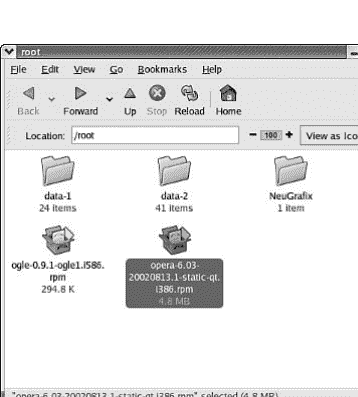 root
File Edit View Go Bookmarks Help
Back Forward Up Stop Reload Home
Location: /root 100 View as Ico
data-1 data-2 NeuGrafix
24 items 41 items 1 item
ogle-0.9.1-ogle1.i586. opera-6.03-
rpm 20020813.1-static-qt.
294.8 K i386.rpm
4.8 MB
"opera-6.03-20020813.1-static-qt.i386.rpm" selected (4.8 MB)